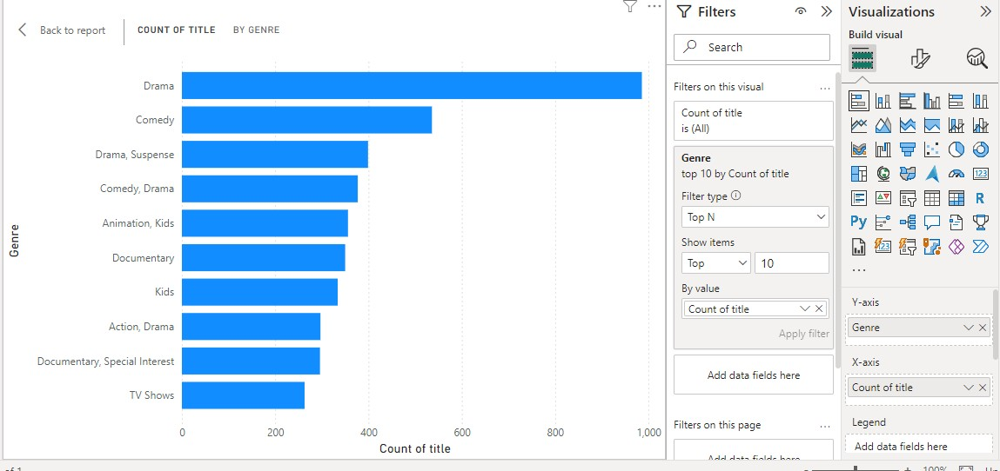 Back to report
COUNT OF TITLE
BY GENRE
Genre
Drama
Comedy
Drama, Suspense
Comedy, Drama
Animation, Kids
Documentary
Kids
Action, Drama
Documentary, Special Interest
TV Shows
0 200 400 600 800 1,000
Count of title
Filters
Search
Filters on this visual
...
Count of title
is (All)
Genre
top 10 by Count of title
Filter type
Top N
Show items
Top
10
By value
Count of title
Apply filter
Add data fields here
Filters on this page
...
Add data fields here
Visualizations
Build visual
123
R
Py
123
...
Y-axis
Genre
X-axis
Count of title
Legend
Add data fields here
of 1
- + 100%